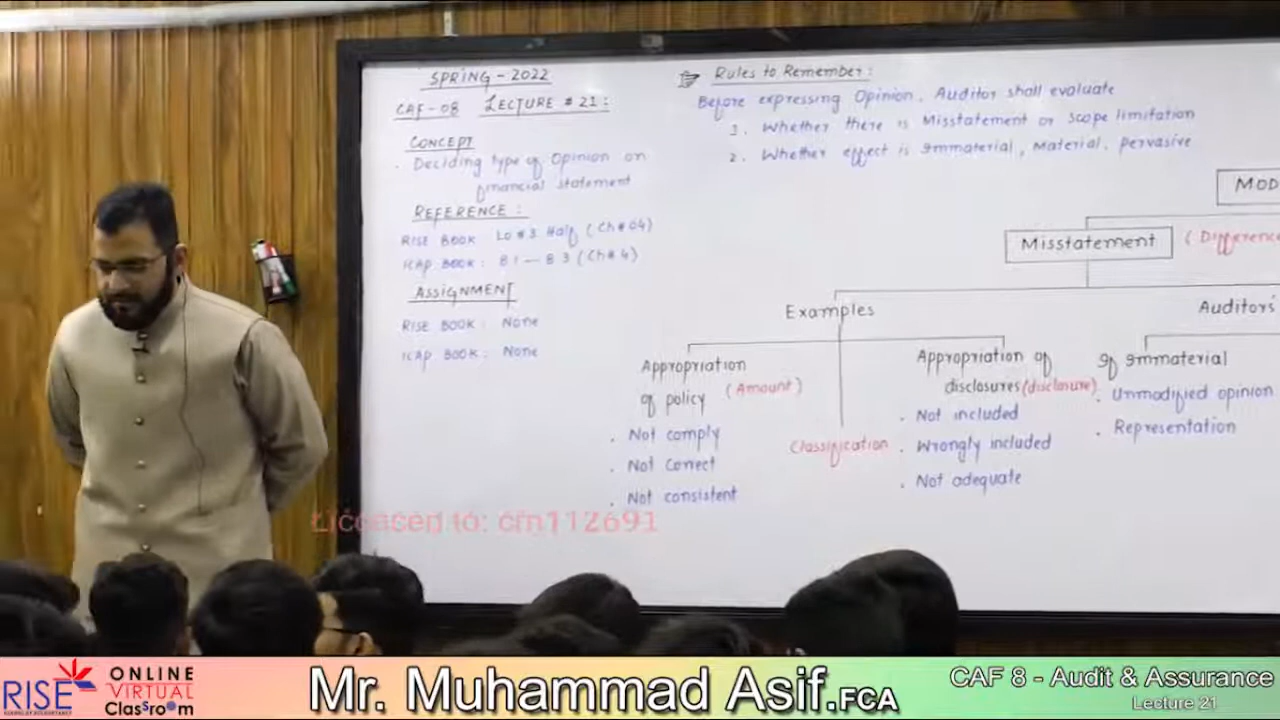 SPRING - 2022
CAF - 08 LECTURE # 21 :
CONCEPT
. Deciding type of Opinion on
financial statement
REFERENCE :
RISE BOOK: LO # 3 Half (Ch # 04)
ICAP BOOK: B1 - B3 (Ch # 4)
ASSIGNMENT
RISE BOOK: None
ICAP BOOK: None
Rules to Remember:
Before expressing Opinion, Auditor shall evaluate
1. Whether there is Misstatement or scope limitation
2. Whether effect is Immaterial, Material, pervasive
MOD
Misstatement (Difference
Examples
Auditor's
Appropriation
of policy (Amount)
. Not comply
. Not correct
. Not consistent
Classification
Appropriation of
disclosures (disclosure)
. Not included
. Wrongly included
. Not adequate
If Immaterial
. Unmodified opinion
. Representation
Licensed to: crn112691
RISE
ONLINE
VIRTUAL
Classroom
Mr. Muhammad Asif.FCA
CAF 8 - Audit & Assurance
Lecture 21